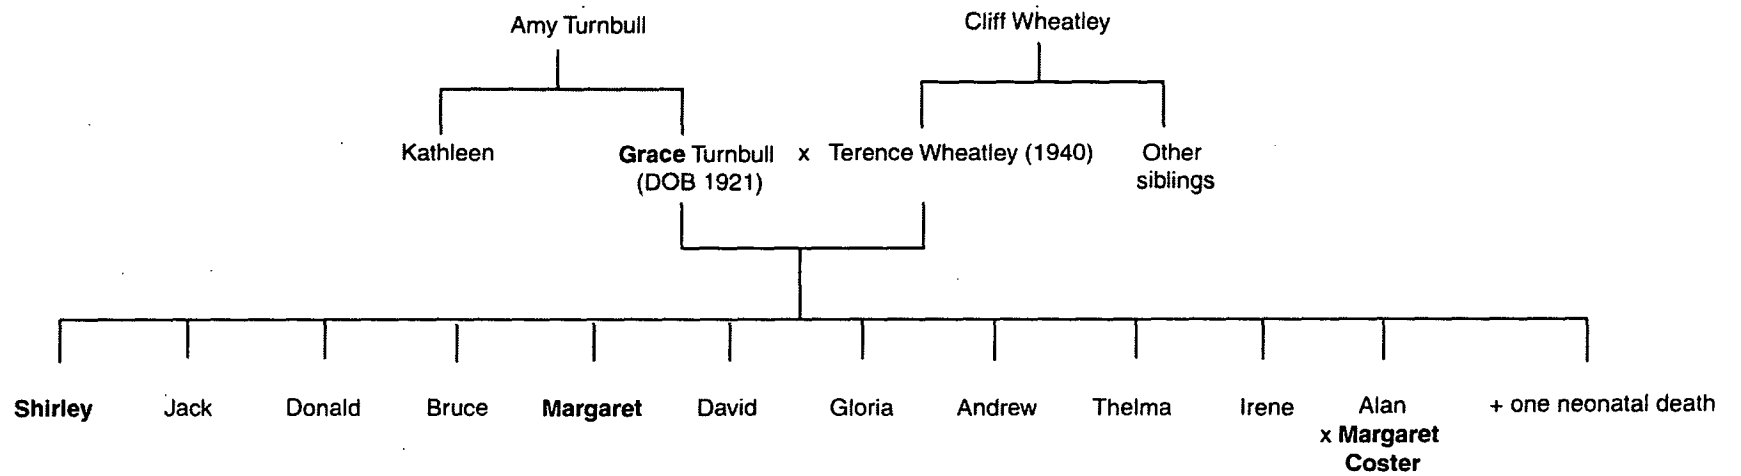 Amy Turnbull
Cliff Wheatley
Kathleen
Grace Turnbull x Terence Wheatley (1940)
(DOB 1921)
Other
siblings
Shirley
Jack
Donald
Bruce
Margaret
David
Gloria
Andrew
Thelma
Irene
Alan
x Margaret
Coster
+ one neonatal death